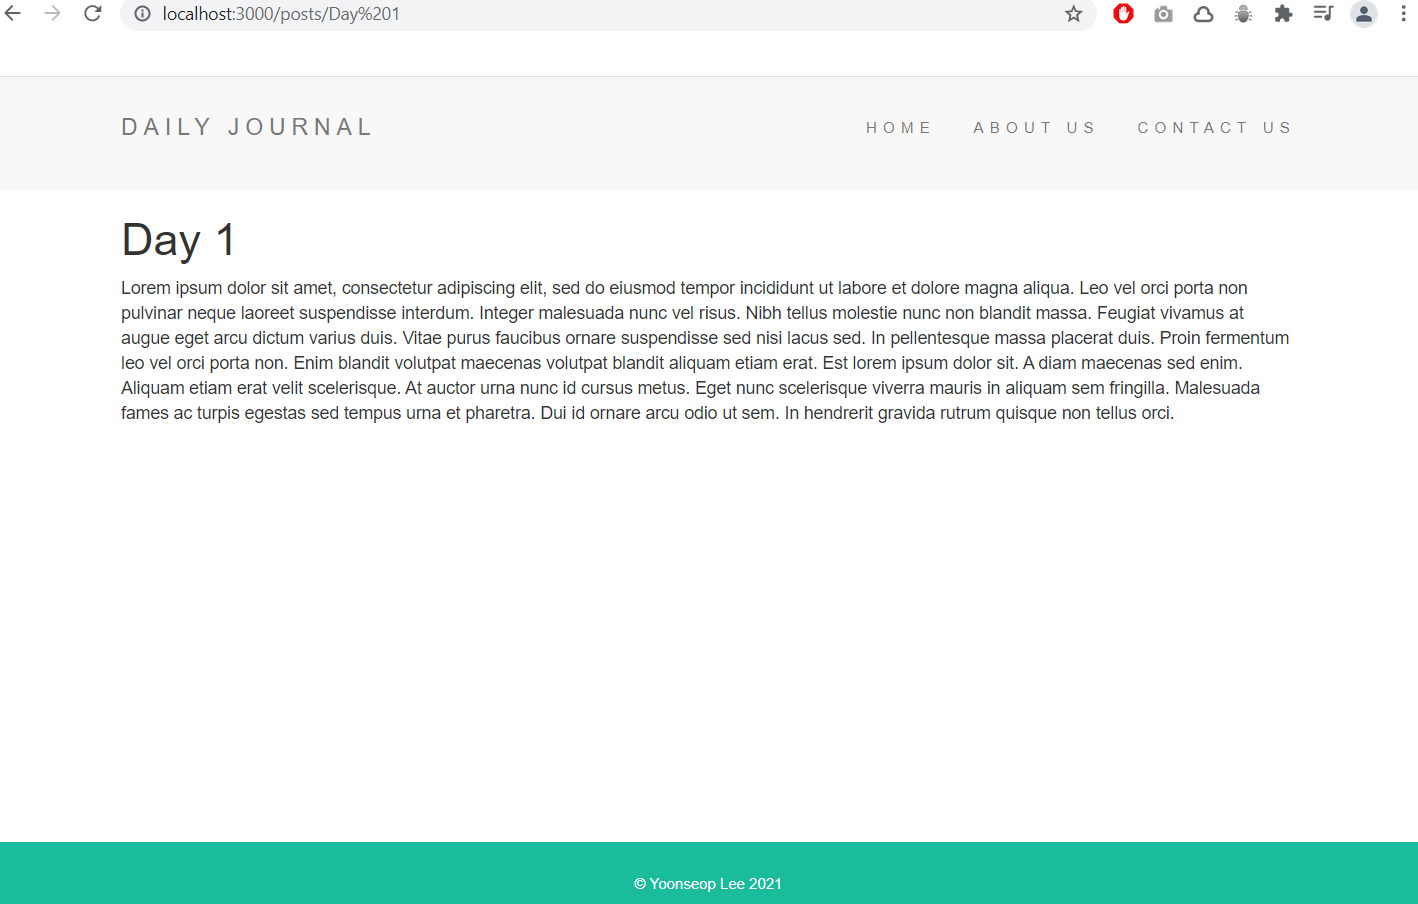 localhost:3000/posts/Day%201
DAILY JOURNAL
HOME ABOUT US CONTACT US
Day 1
Lorem ipsum dolor sit amet, consectetur adipiscing elit, sed do eiusmod tempor incididunt ut labore et dolore magna aliqua. Leo vel orci porta non
pulvinar neque laoreet suspendisse interdum. Integer malesuada nunc vel risus. Nibh tellus molestie nunc non blandit massa. Feugiat vivamus at
augue eget arcu dictum varius duis. Vitae purus faucibus ornare suspendisse sed nisi lacus sed. In pellentesque massa placerat duis. Proin fermentum
leo vel orci porta non. Enim blandit volutpat maecenas volutpat blandit aliquam etiam erat. Est lorem ipsum dolor sit. A diam maecenas sed enim.
Aliquam etiam erat velit scelerisque. At auctor urna nunc id cursus metus. Eget nunc scelerisque viverra mauris in aliquam sem fringilla. Malesuada
fames ac turpis egestas sed tempus urna et pharetra. Dui id ornare arcu odio ut sem. In hendrerit gravida rutrum quisque non tellus orci.
© Yoonseop Lee 2021